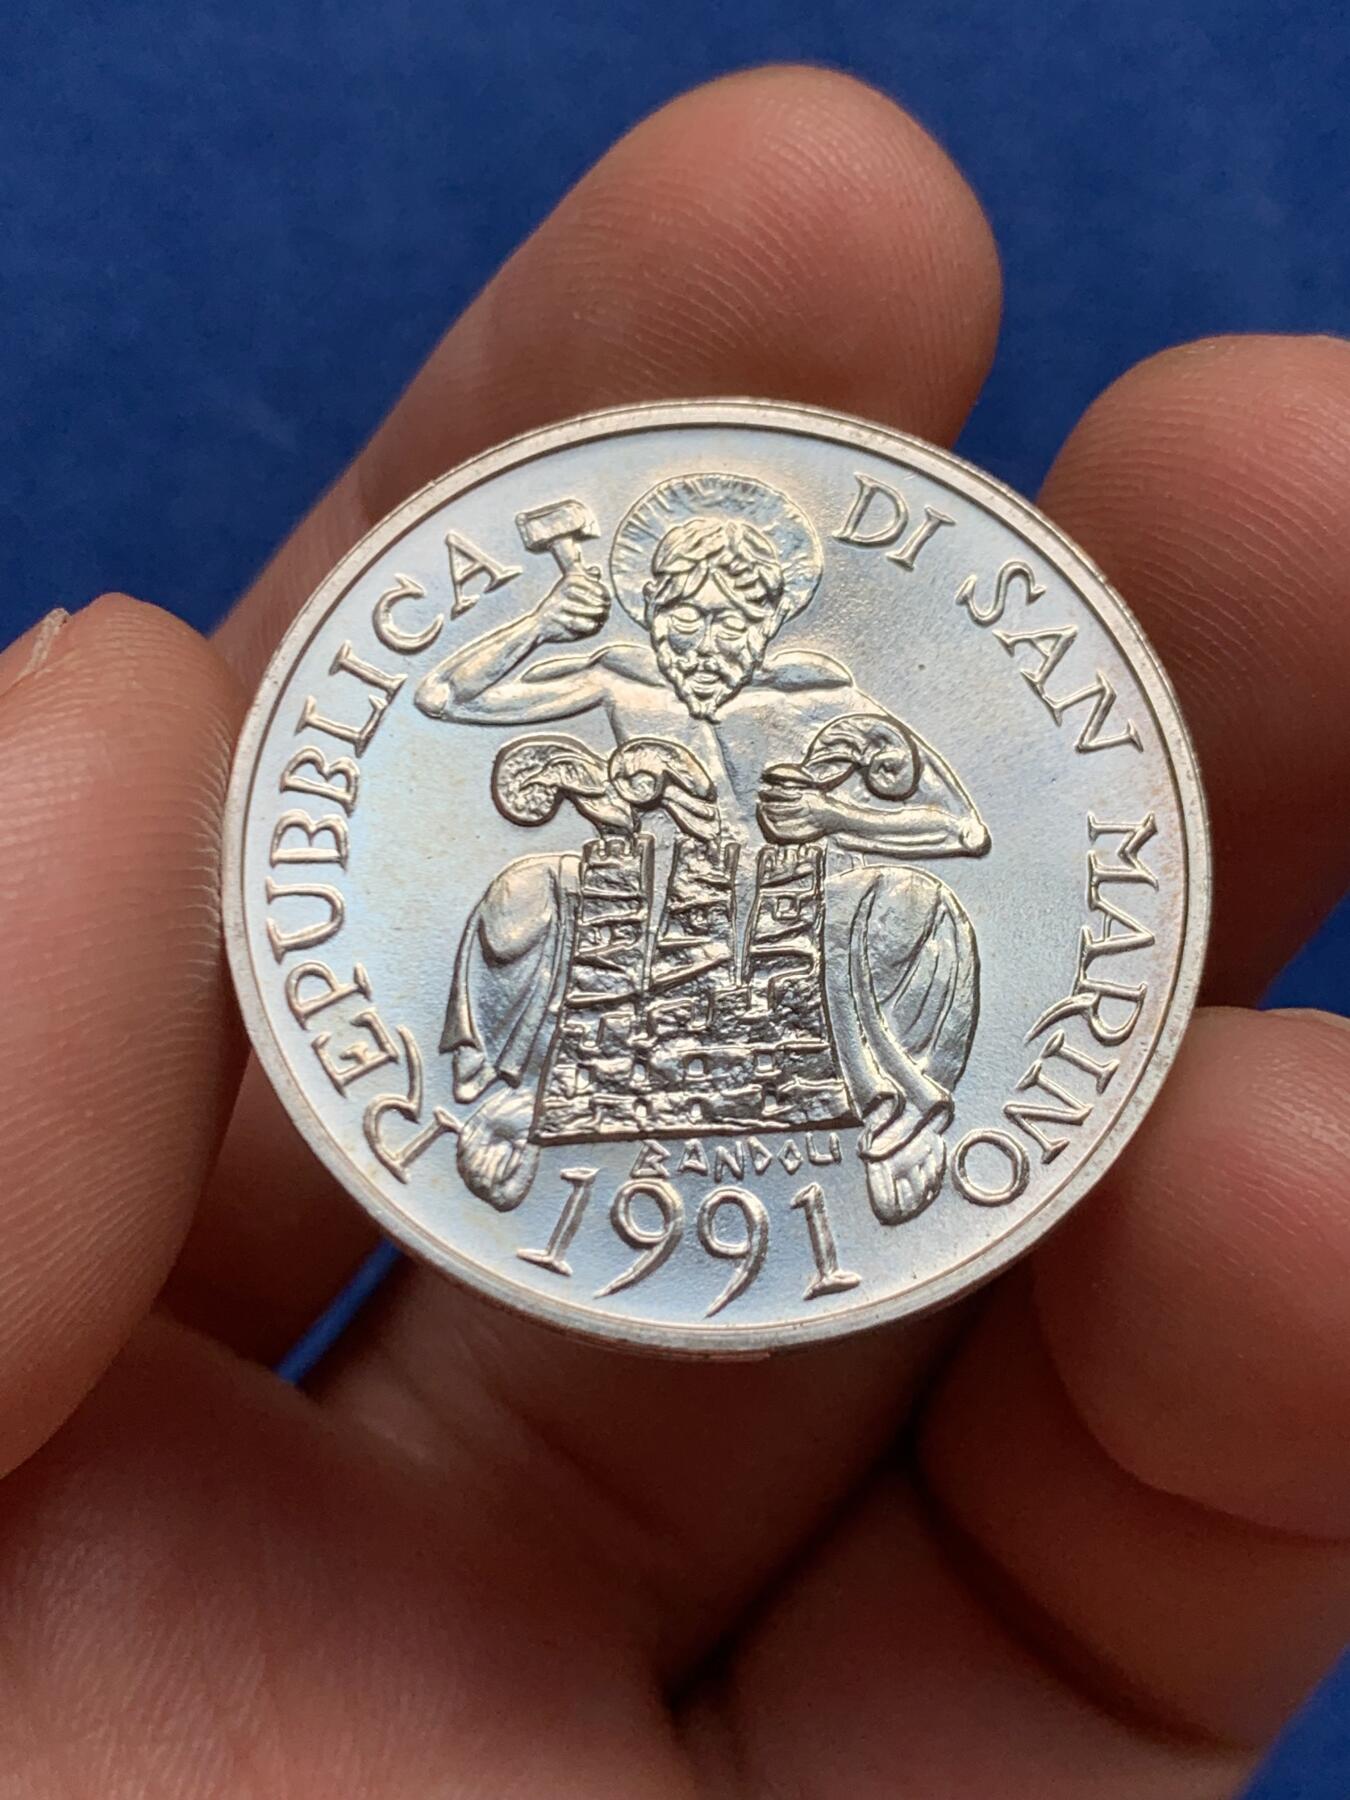 REPUBBLICA DI SAN MARINO
BANDOLI
1991